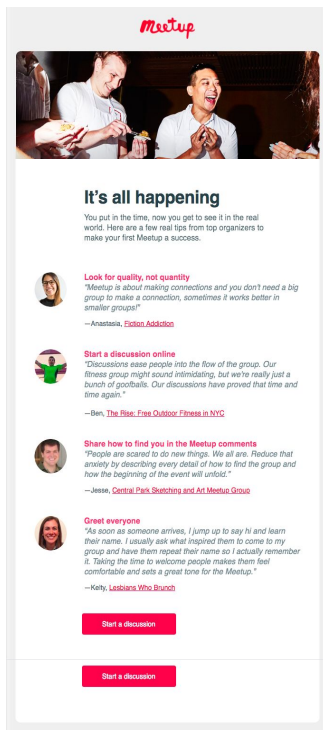 meetup
It's all happening
You put in the time, now you get to see it in the real
world. Here are a few real tips from top organizers to
make your first Meetup a success.
Look for quality, not quantity
"Meetup is about making connections and you don't need a big
group to make a connection, sometimes it works better in
smaller groups!"
—Anastasia, Fiction Addiction
Start a discussion online
"Discussions ease people into the flow of the group. Our
fitness group might sound intimidating, but we're really just a
bunch of goofballs. Our discussions have proved that time and
time again."
—Ben, The Rise: Free Outdoor Fitness in NYC
Share how to find you in the Meetup comments
"People are scared to do new things. We all are. Reduce that
anxiety by describing every detail of how to find the group and
how the beginning of the event will unfold."
—Jesse, Central Park Sketching and Art Meetup Group
Greet everyone
"As soon as someone arrives, I jump up to say hi and learn
their name. I usually ask what inspired them to come to my
group and have them repeat their name so I actually remember
it. Taking the time to welcome people makes them feel
comfortable and sets a great tone for the Meetup."
—Kelty, Lesbians Who Brunch
Start a discussion
Start a discussion